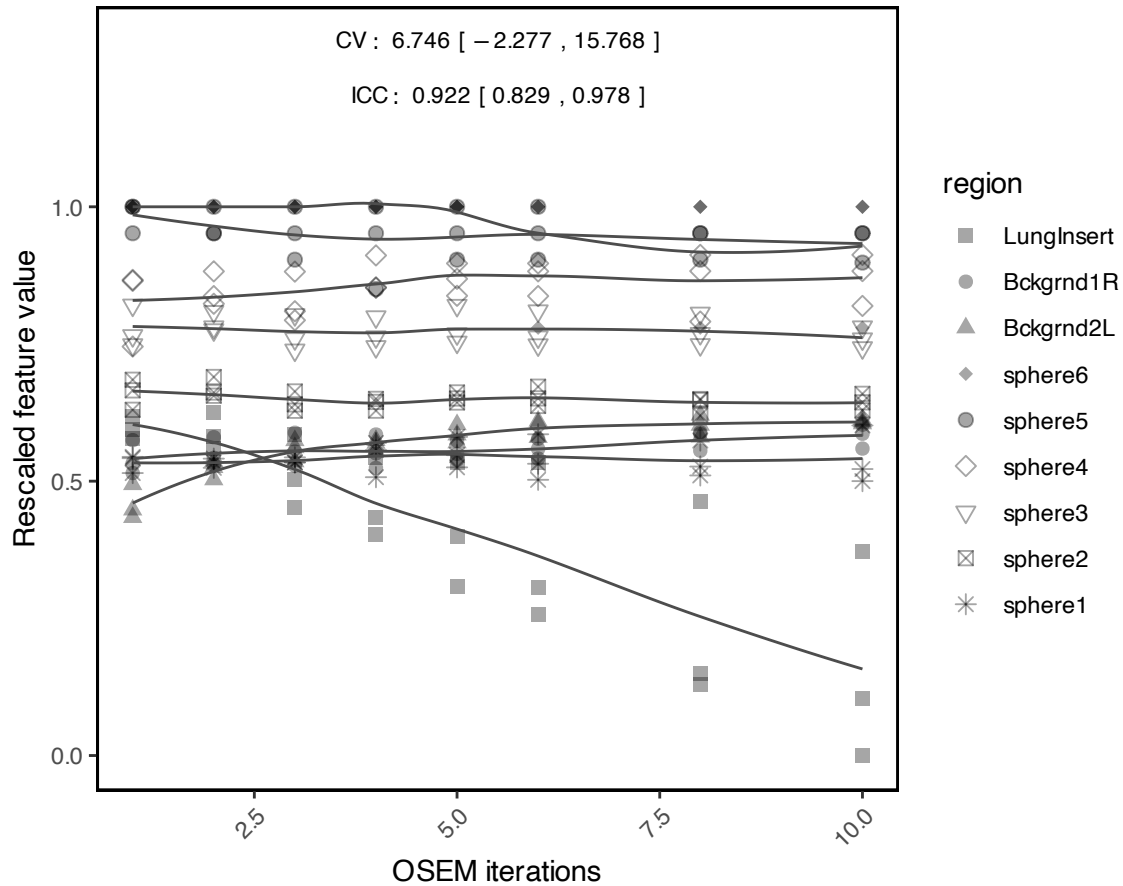 CV : 6.746 [ −2.277 , 15.768 ]
ICC : 0.922 [ 0.829 , 0.978 ]
Rescaled feature value
1.0
0.5
0.0
2.5
5.0
7.5
10.0
OSEM iterations
region
LungInsert
Bckgrnd1R
Bckgrnd2L
sphere6
sphere5
sphere4
sphere3
sphere2
sphere1